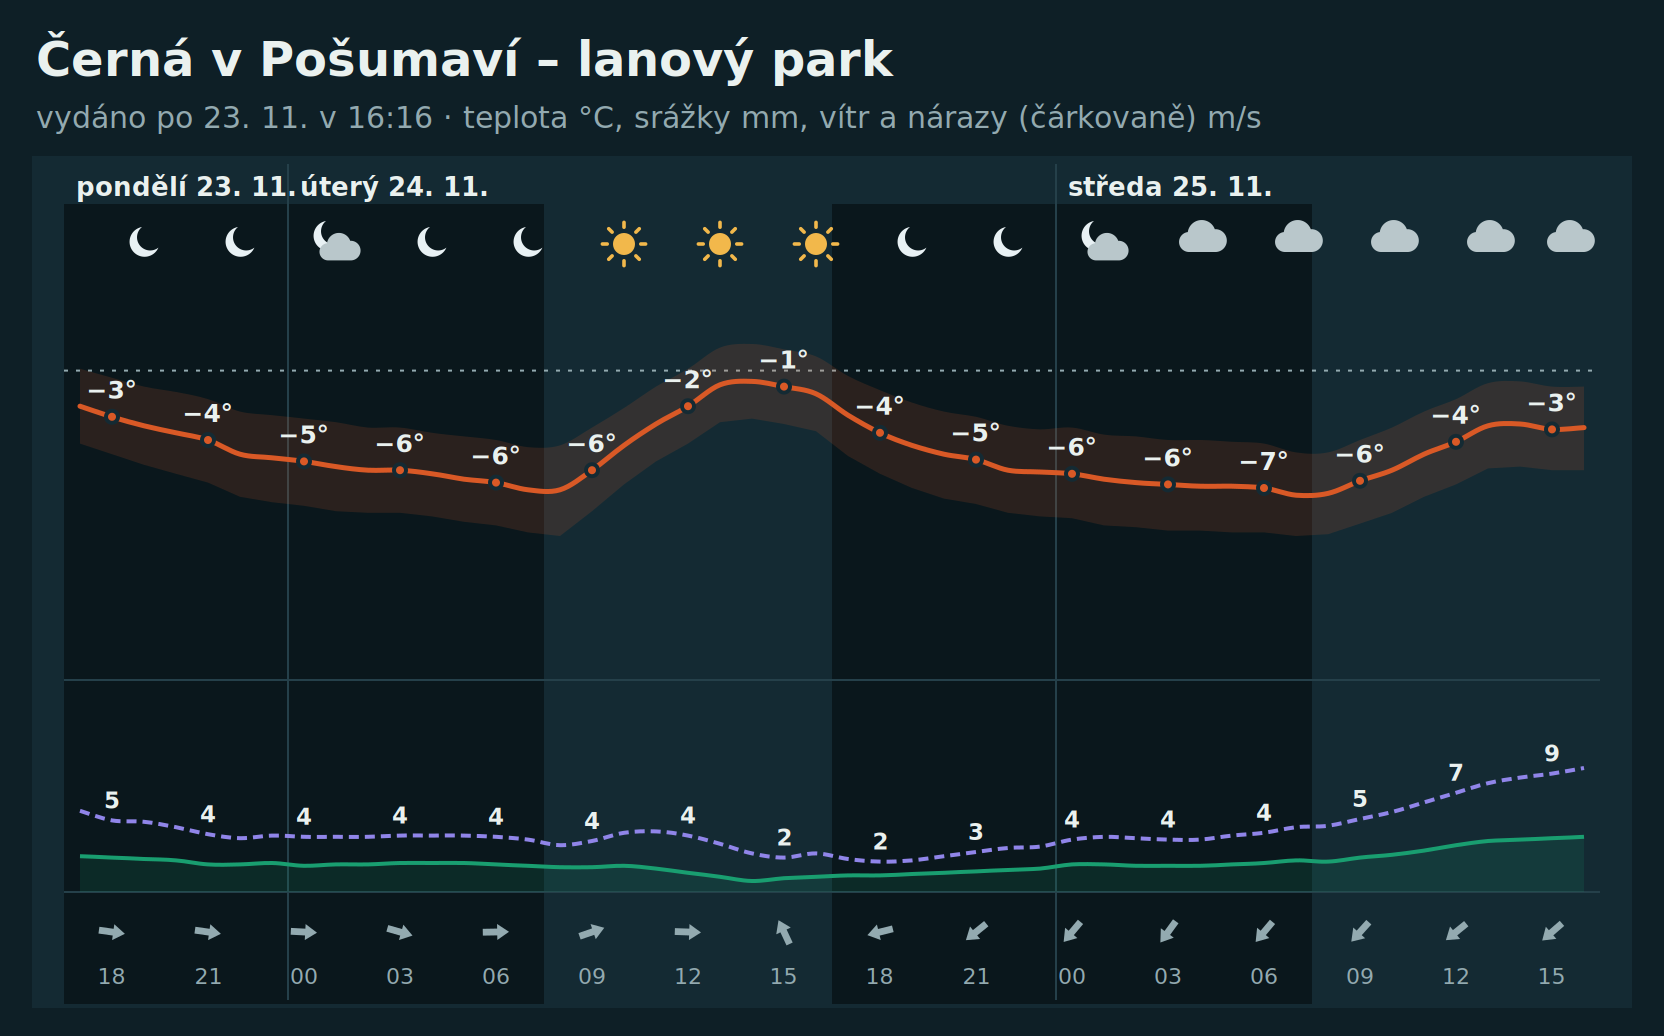 Černá v Pošumaví – lanový park
vydáno po 23. 11. v 16:16 · teplota °C, srážky mm, vítr a nárazy (čárkovaně) m/s
pondělí 23. 11. úterý 24. 11. středa 25. 11.
−3° −4° −5° −6° −6° −6° −2° −1° −4° −5° −6° −6° −7° −6° −4° −3°
5 4 4 4 4 4 4 2 2 3 4 4 4 5 7 9
18 21 00 03 06 09 12 15 18 21 00 03 06 09 12 15